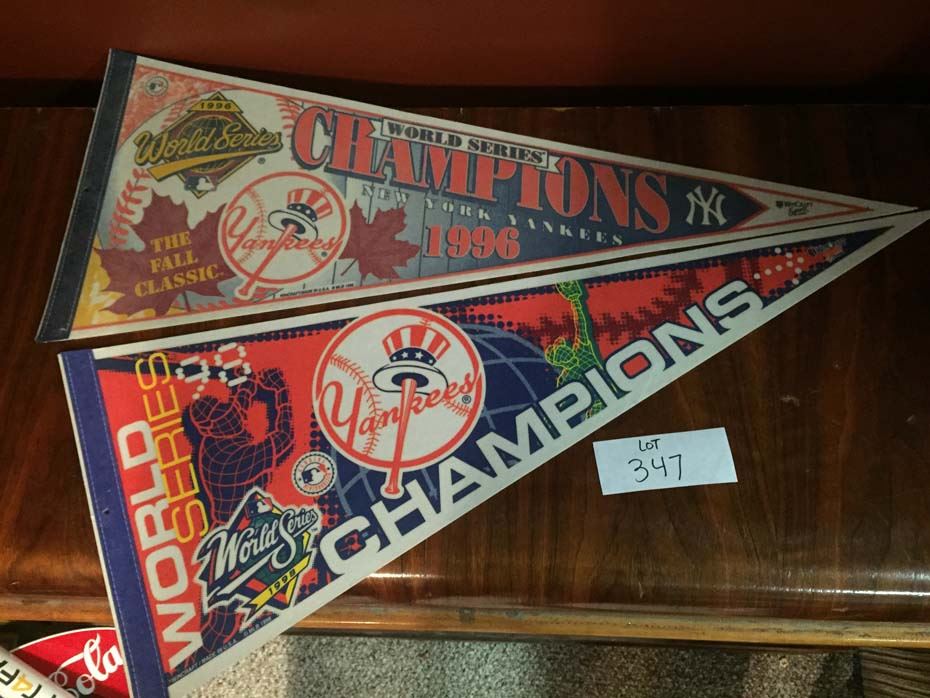 1996
World Series
WORLD SERIES
CHAMPIONS
NEW YORK YANKEES
1996
Yankees
THE
FALL
CLASSIC
NY
WORLD
SERIES
'98
Yankees
CHAMPIONS
World Series
1998
LOT
347
Cola